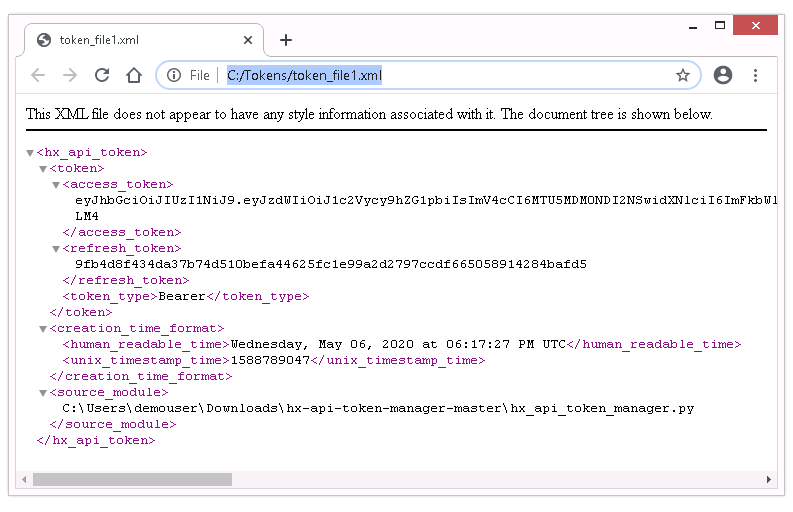 token_file1.xml
File C:/Tokens/token_file1.xml
This XML file does not appear to have any style information associated with it. The document tree is shown below.
<hx_api_token>
<token>
<access_token>
eyJhbGciOiJIUzI1NiJ9.eyJzdWIiOiJ1c2Vycy9hZG1pbiIsImV4cCI6MTU5MDM0NDI2NSwidXNlciI6ImFkbW1
LM4
</access_token>
<refresh_token>
9fb4d8f434da37b74d510befa44625fc1e99a2d2797ccdf665058914284bafd5
</refresh_token>
<token_type>Bearer</token_type>
</token>
<creation_time_format>
<human_readable_time>Wednesday, May 06, 2020 at 06:17:27 PM UTC</human_readable_time>
<unix_timestamp_time>1588789047</unix_timestamp_time>
</creation_time_format>
<source_module>
C:\Users\demouser\Downloads\hx-api-token-manager-master\hx_api_token_manager.py
</source_module>
</hx_api_token>